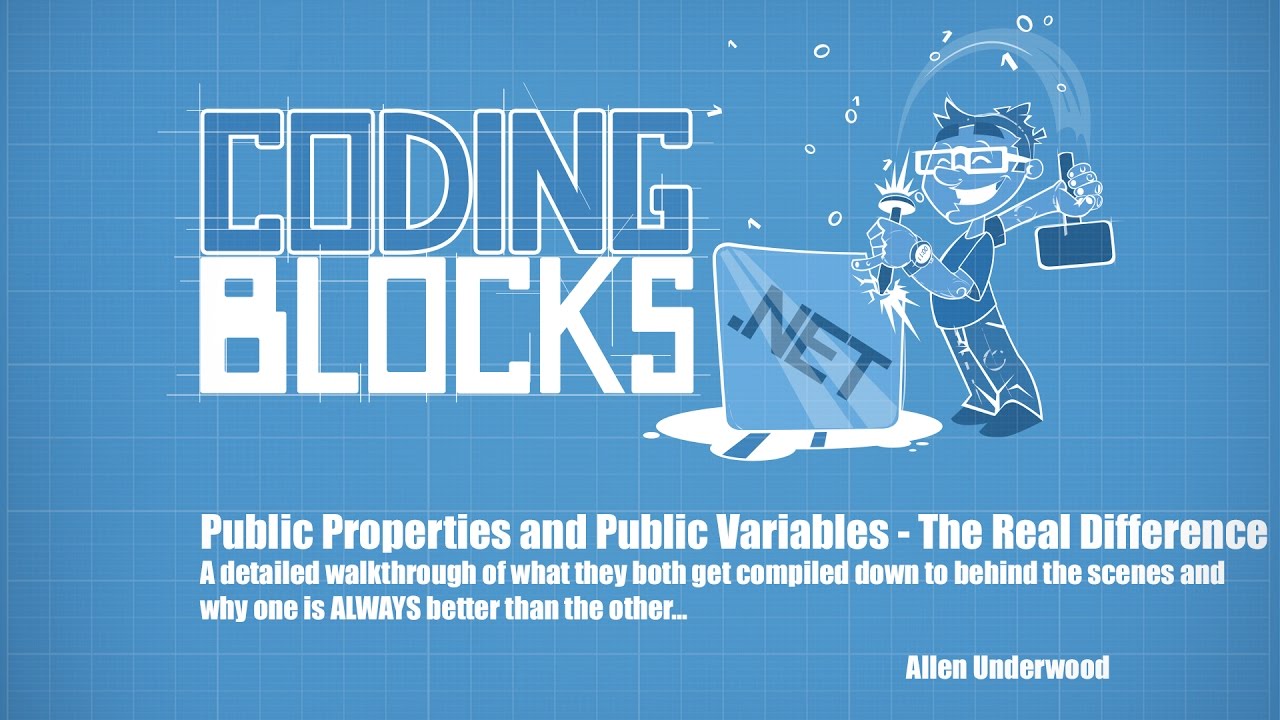 CODING
BLOCKS
.NET
Public Properties and Public Variables - The Real Difference
A detailed walkthrough of what they both get compiled down to behind the scenes and
why one is ALWAYS better than the other...
Allen Underwood